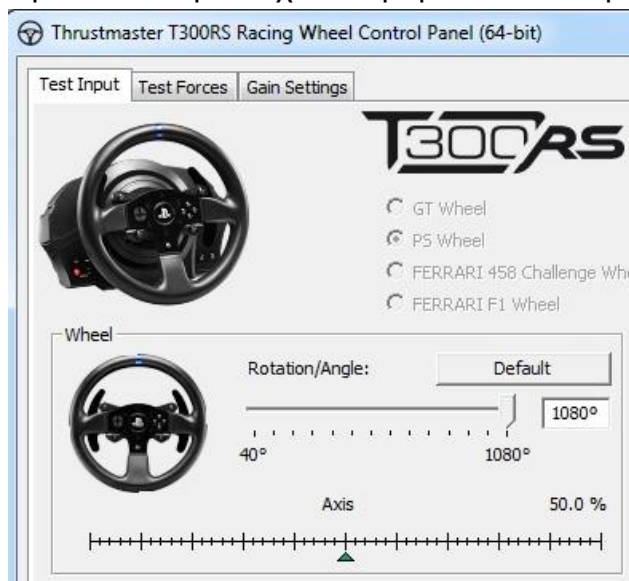 Thrustmaster T300RS Racing Wheel Control Panel (64-bit)
Test Input Test Forces Gain Settings
T300RS
GT Wheel
PS Wheel
FERRARI 458 Challenge Whe
FERRARI F1 Wheel
Wheel
Rotation/Angle: Default
1080°
40° 1080°
Axis 50.0 %